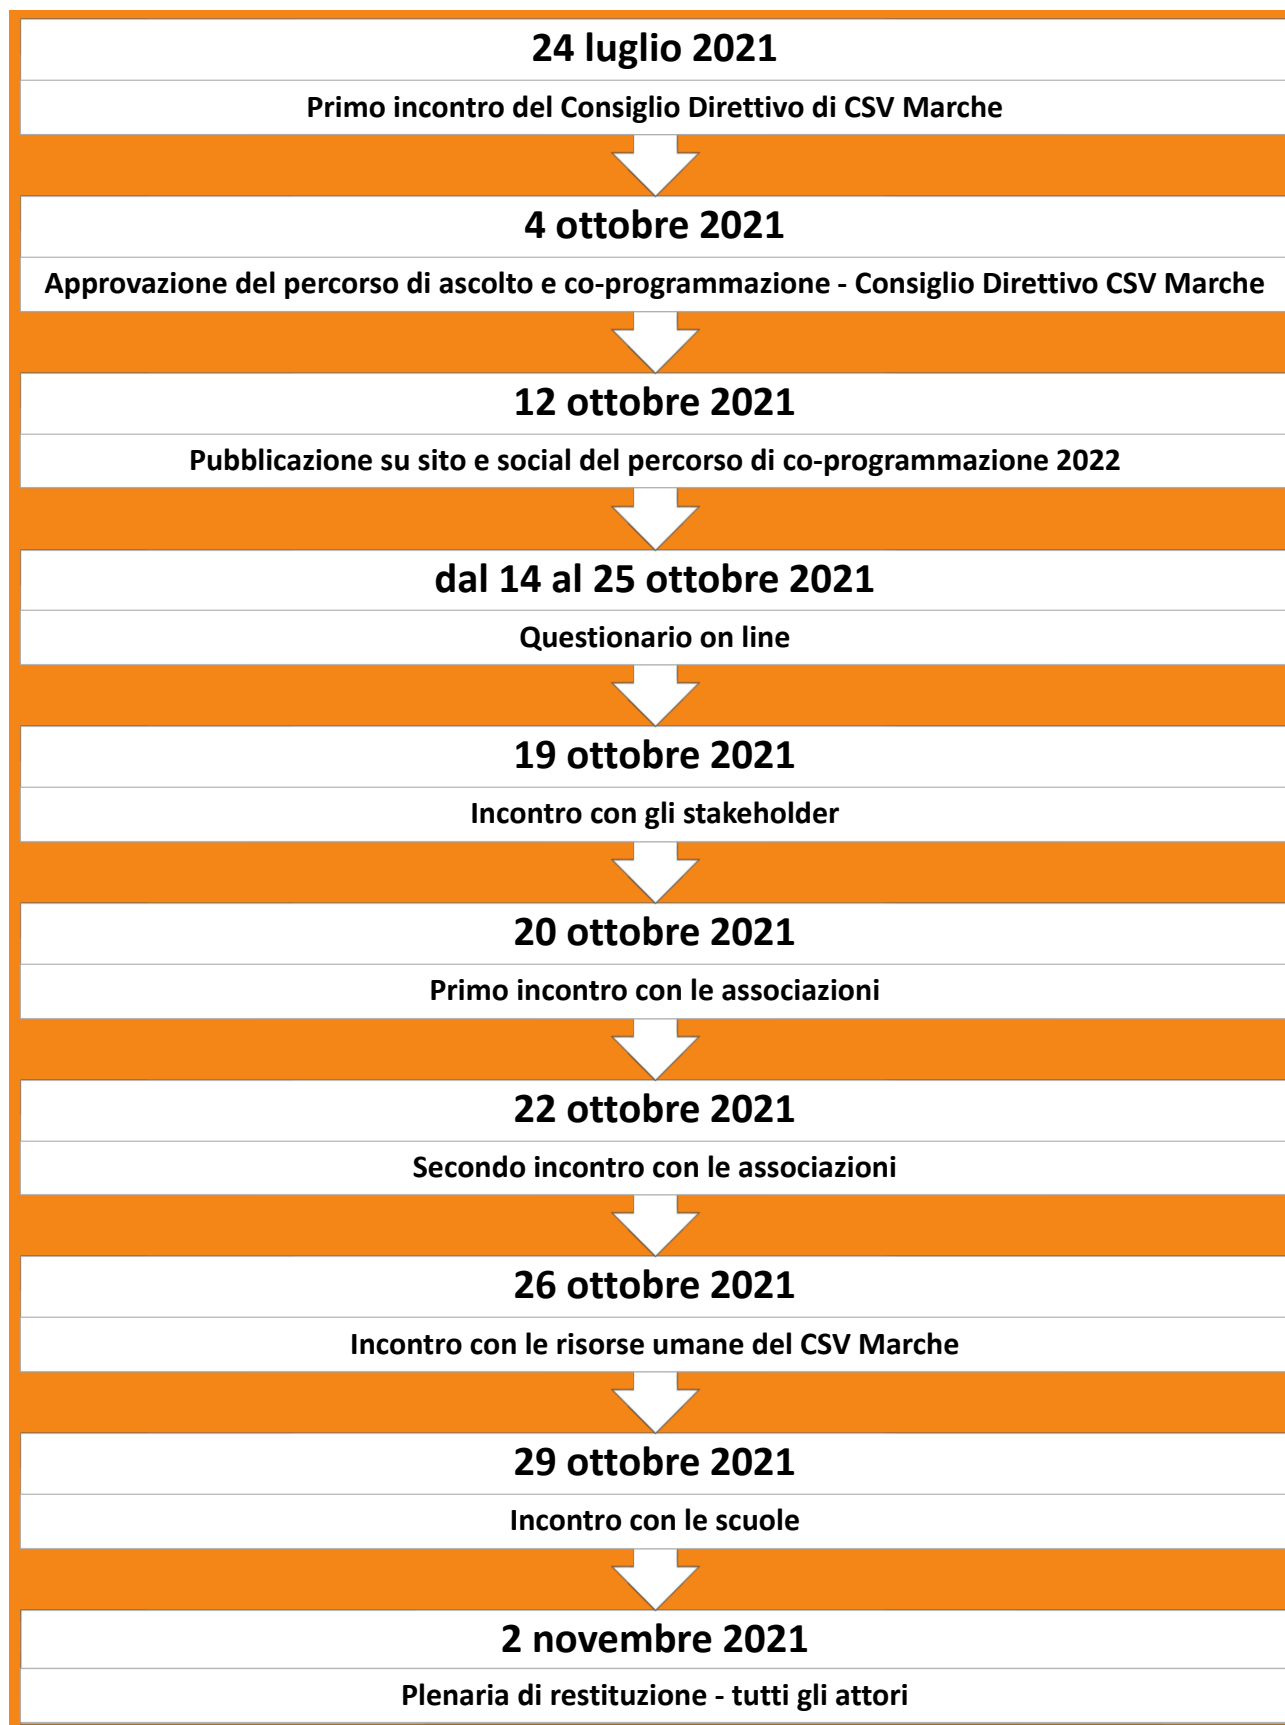 24 luglio 2021
Primo incontro del Consiglio Direttivo di CSV Marche
4 ottobre 2021
Approvazione del percorso di ascolto e co-programmazione - Consiglio Direttivo CSV Marche
12 ottobre 2021
Pubblicazione su sito e social del percorso di co-programmazione 2022
dal 14 al 25 ottobre 2021
Questionario on line
19 ottobre 2021
Incontro con gli stakeholder
20 ottobre 2021
Primo incontro con le associazioni
22 ottobre 2021
Secondo incontro con le associazioni
26 ottobre 2021
Incontro con le risorse umane del CSV Marche
29 ottobre 2021
Incontro con le scuole
2 novembre 2021
Plenaria di restituzione - tutti gli attori